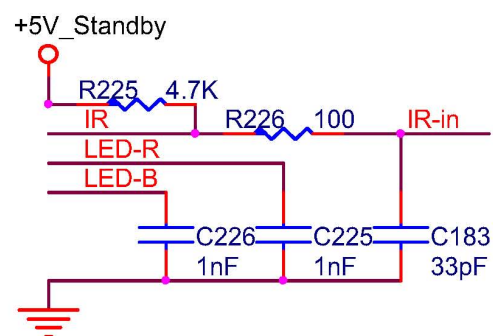 +5V_Standby
R225 4.7K
IR R226 100 IR-in
LED-R
LED-B
C226 C225 C183
1nF 1nF 33pF